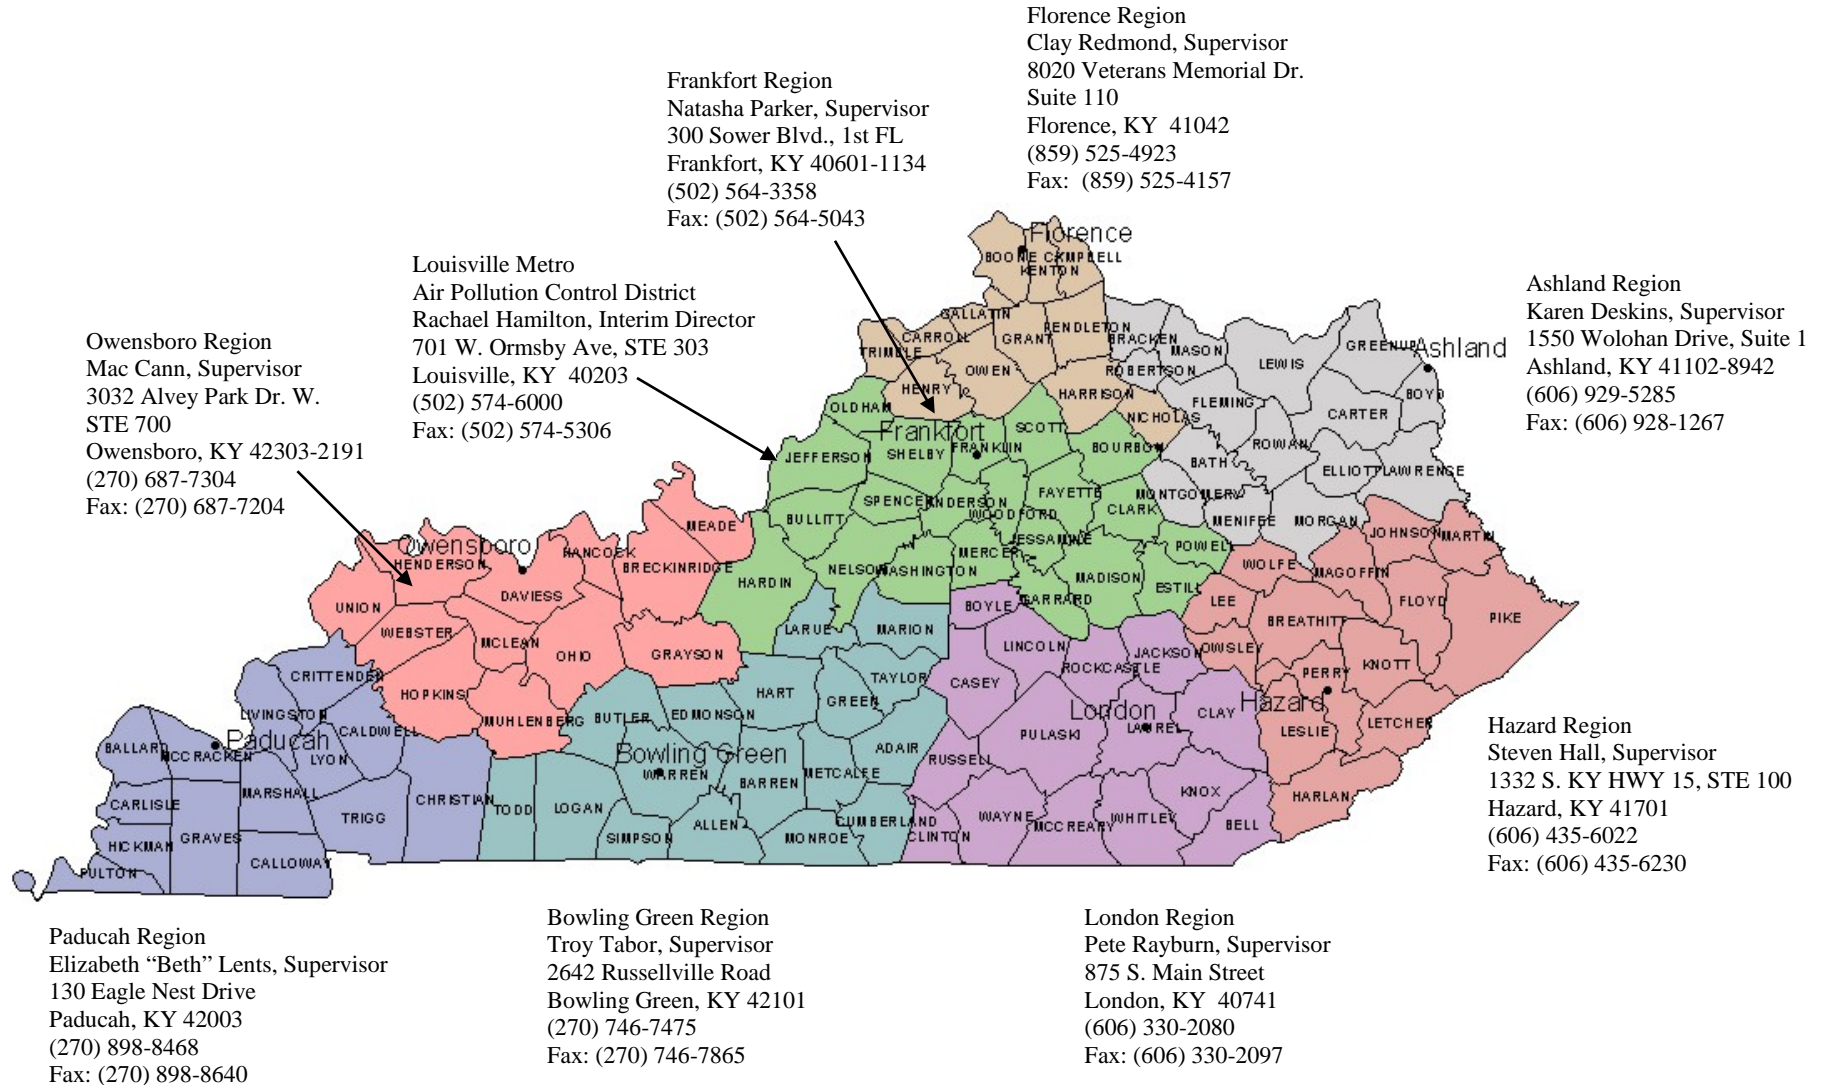 Florence Region
Clay Redmond, Supervisor
8020 Veterans Memorial Dr.
Suite 110
Florence, KY  41042
(859) 525-4923
Fax:  (859) 525-4157
Frankfort Region
Natasha Parker, Supervisor
300 Sower Blvd., 1st FL
Frankfort, KY 40601-1134
(502) 564-3358
Fax: (502) 564-5043
Louisville Metro
Air Pollution Control District
Rachael Hamilton, Interim Director
701 W. Ormsby Ave, STE 303
Louisville, KY  40203
(502) 574-6000
Fax: (502) 574-5306
Owensboro Region
Mac Cann, Supervisor
3032 Alvey Park Dr. W.
STE 700
Owensboro, KY 42303-2191
(270) 687-7304
Fax: (270) 687-7204
Ashland Region
Karen Deskins, Supervisor
1550 Wolohan Drive, Suite 1
Ashland, KY 41102-8942
(606) 929-5285
Fax: (606) 928-1267
Florence
BOONE
CAMPBELL
KENTON
GALLATIN
CARROLL
TRIMBLE
GRANT
PENDLETON
OWEN
HENRY
HARRISON
NICHOLAS
BRACKEN
MASON
ROBERTSON
LEWIS
GREENUP
Ashland
BOYD
CARTER
FLEMING
ROWAN
BATH
ELLIOTT
LAWRENCE
MONTGOMERY
MENIFEE
MORGAN
OLDHAM
Frankfort
SCOTT
JEFFERSON
SHELBY
FRANKLIN
BOURBON
SPENCER
ANDERSON
WOODFORD
FAYETTE
CLARK
BULLITT
JESSAMINE
MERCER
POWELL
NELSON
WASHINGTON
MADISON
ESTILL
HARDIN
GARRARD
MEADE
Owensboro
HENDERSON
HANCOCK
BRECKINRIDGE
DAVIESS
UNION
WEBSTER
MCLEAN
OHIO
GRAYSON
HOPKINS
MUHLENBERG
JOHNSON
MARTIN
WOLFE
MAGOFFIN
LEE
FLOYD
BREATHITT
PIKE
OWSLEY
PERRY
KNOTT
Hazard
LESLIE
LETCHER
HARLAN
BOYLE
LINCOLN
ROCKCASTLE
JACKSON
CASEY
London
LAUREL
CLAY
PULASKI
RUSSELL
KNOX
WAYNE
MCCREARY
WHITLEY
BELL
CLINTON
LARUE
MARION
TAYLOR
HART
GREEN
BUTLER
EDMONSON
ADAIR
Bowling Green
WARREN
BARREN
METCALFE
TODD
LOGAN
ALLEN
CUMBERLAND
SIMPSON
MONROE
CRITTENDEN
LIVINGSTON
CALDWELL
Paducah
BALLARD
MCCRACKEN
LYON
CARLISLE
MARSHALL
TRIGG
CHRISTIAN
HICKMAN
GRAVES
CALLOWAY
FULTON
Hazard Region
Steven Hall, Supervisor
1332 S. KY HWY 15, STE 100
Hazard, KY 41701
(606) 435-6022
Fax: (606) 435-6230
Paducah Region
Elizabeth “Beth” Lents, Supervisor
130 Eagle Nest Drive
Paducah, KY 42003
(270) 898-8468
Fax: (270) 898-8640
Bowling Green Region
Troy Tabor, Supervisor
2642 Russellville Road
Bowling Green, KY 42101
(270) 746-7475
Fax: (270) 746-7865
London Region
Pete Rayburn, Supervisor
875 S. Main Street
London, KY  40741
(606) 330-2080
Fax: (606) 330-2097